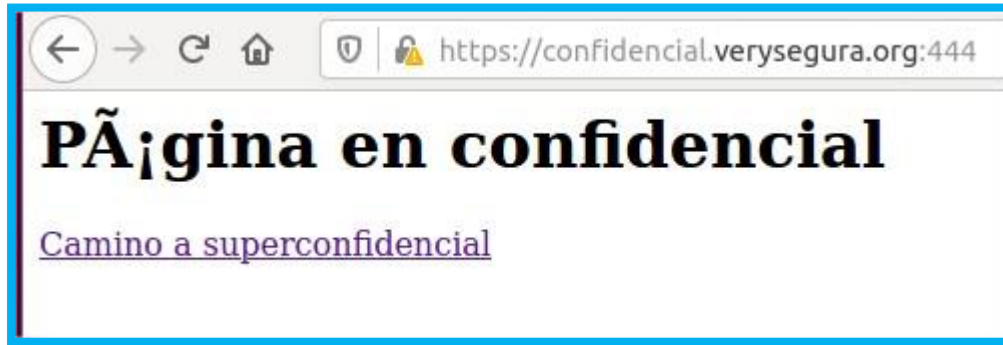 https://confidencial.verysegura.org:444
PÃ¡gina en confidencial
Camino a superconfidencial